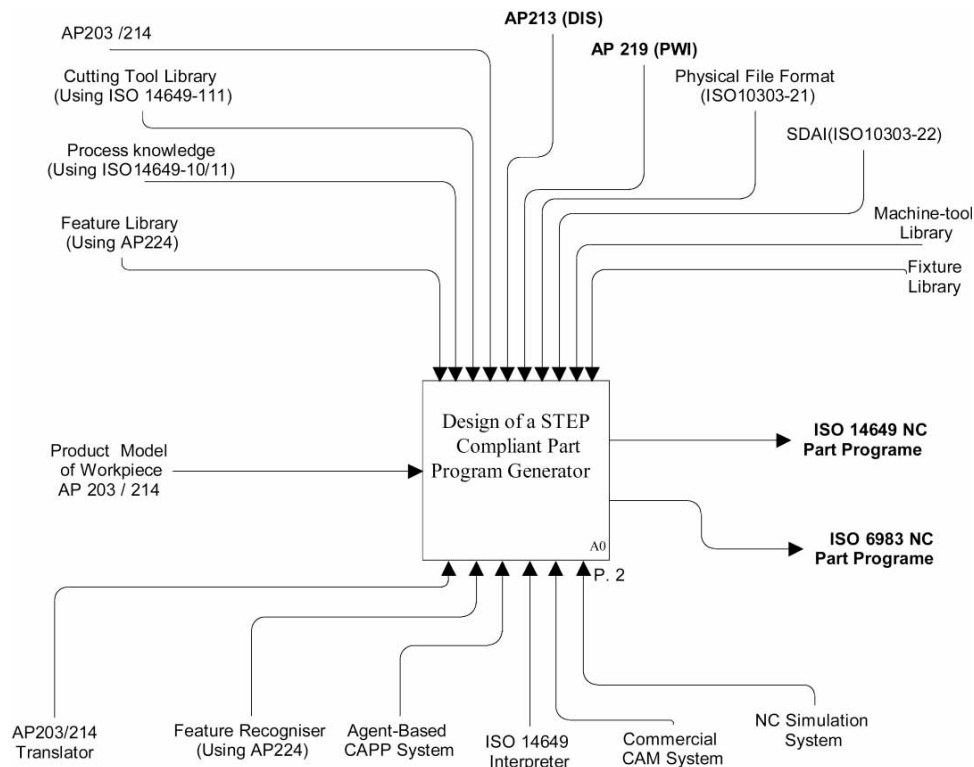 AP203 /214
Cutting Tool Library
(Using ISO 14649-111)
Process knowledge
(Using ISO14649-10/11)
Feature Library
(Using AP224)
AP213 (DIS)
AP 219 (PWI)
Physical File Format
(ISO10303-21)
SDAI(ISO10303-22)
Machine-tool
Library
Fixture
Library
Product Model
of Workpiece
AP 203 / 214
Design of a STEP
Compliant Part
Program Generator
A0
P. 2
ISO 14649 NC
Part Programe
ISO 6983 NC
Part Programe
AP203/214
Translator
Feature Recogniser
(Using AP224)
Agent-Based
CAPP System
ISO 14649
Interpreter
Commercial
CAM System
NC Simulation
System